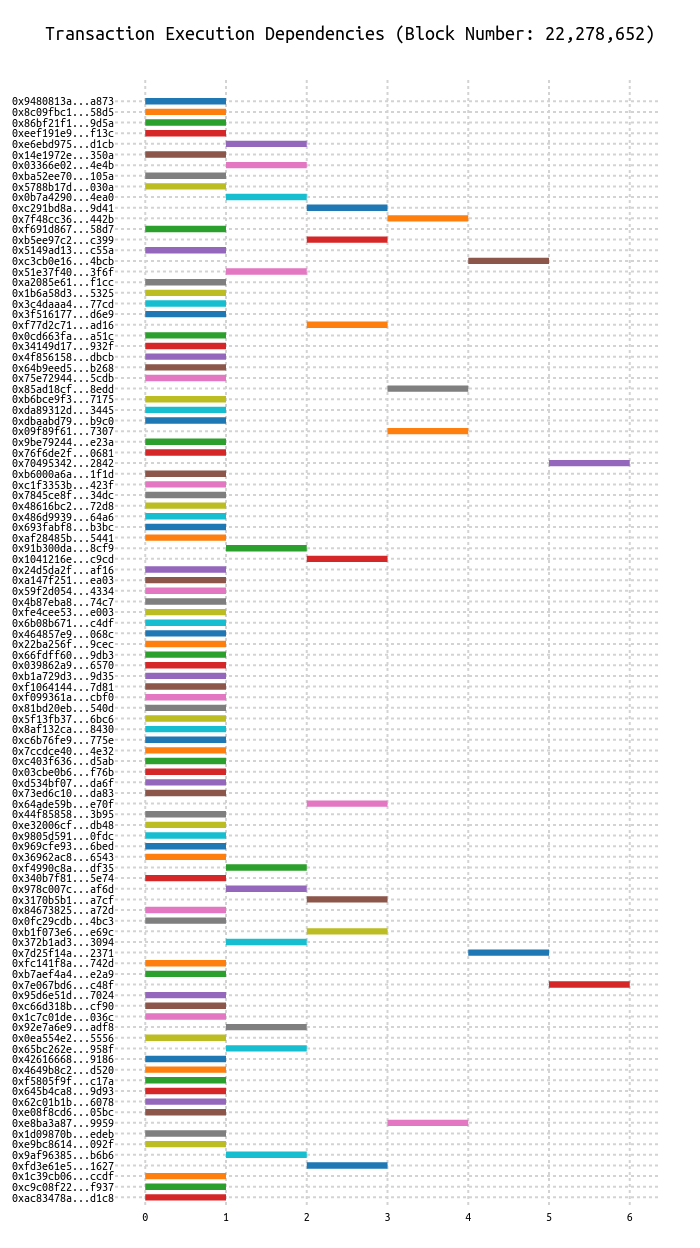 Transaction Execution Dependencies (Block Number: 22,278,652)
0x9480813a...a873
0x8c09fbc1...58d5
0x86bf21f1...9d5a
0xeef191e9...f13c
0xe6ebd975...d1cb
0x14e1972e...350a
0x03366e02...4e4b
0xba52ee70...105a
0x5788b17d...030a
0x0b7a4290...4ea0
0xc291bd8a...9d41
0x7f48cc36...442b
0xf691d867...58d7
0xb5ee97c2...c399
0x5149ad13...c55a
0xc3cb0e16...4bcb
0x51e37f40...3f6f
0xa2085e61...f1cc
0x1b6a58d3...5325
0x3c4daaa4...77cd
0x3f516177...d6e9
0xf77d2c71...ad16
0x0cd663fa...a51c
0x34149d17...932f
0x4f856158...dbcb
0x64b9eed5...b268
0x75e72944...5cdb
0x85ad18cf...8edd
0xb6bce9f3...7175
0xda89312d...3445
0xdbaabd79...b9c0
0x09f89f61...7307
0x9be79244...e23a
0x76f6de2f...0681
0x70495342...2842
0xb6000a6a...1f1d
0xc1f3353b...423f
0x7845ce8f...34dc
0x48616bc2...72d8
0x486d9939...64a6
0x693fabf8...b3bc
0xaf28485b...5441
0x91b300da...8cf9
0x1041216e...c9cd
0x24d5da2f...af16
0xa147f251...ea03
0x59f2d054...4334
0x4b87eba8...74c7
0xfe4cee53...e003
0x6b08b671...c4df
0x464857e9...068c
0x22ba256f...9cec
0x66fdff60...9db3
0x039862a9...6570
0xb1a729d3...9d35
0xf1064144...7d81
0xf099361a...cbf0
0x81bd20eb...540d
0x5f13fb37...6bc6
0x8af132ca...8430
0xc6b76fe9...775e
0x7ccdce40...4e32
0xc403f636...d5ab
0x03cbe0b6...f76b
0xd534bf07...da6f
0x73ed6c10...da83
0x64ade59b...e70f
0x44f85858...3b95
0xe32006cf...db48
0x9805d591...0fdc
0x969cfe93...6bed
0x36962ac8...6543
0xf4990c8a...df35
0x340b7f81...5e74
0x978c007c...af6d
0x3170b5b1...a7cf
0x84673825...a72d
0x0fc29cdb...4bc3
0xb1f073e6...e69c
0x372b1ad3...3094
0x7d25f14a...2371
0xfc141f8a...742d
0xb7aef4a4...e2a9
0x7e067bd6...c48f
0x95d6e51d...7024
0xc66d318b...cf90
0x1c7c01de...036c
0x92e7a6e9...adf8
0x0ea554e2...5556
0x65bc262e...958f
0x42616668...9186
0x4649b8c2...d520
0xf5805f9f...c17a
0x645b4ca8...9d93
0x62c01b1b...6078
0xe08f8cd6...05bc
0xe8ba3a87...9959
0x1d09870b...edeb
0xe9bc8614...092f
0x9af96385...b6b6
0xfd3e61e5...1627
0x1c39cb06...ccdf
0xc9c08f22...f937
0xac83478a...d1c8
0 1 2 3 4 5 6